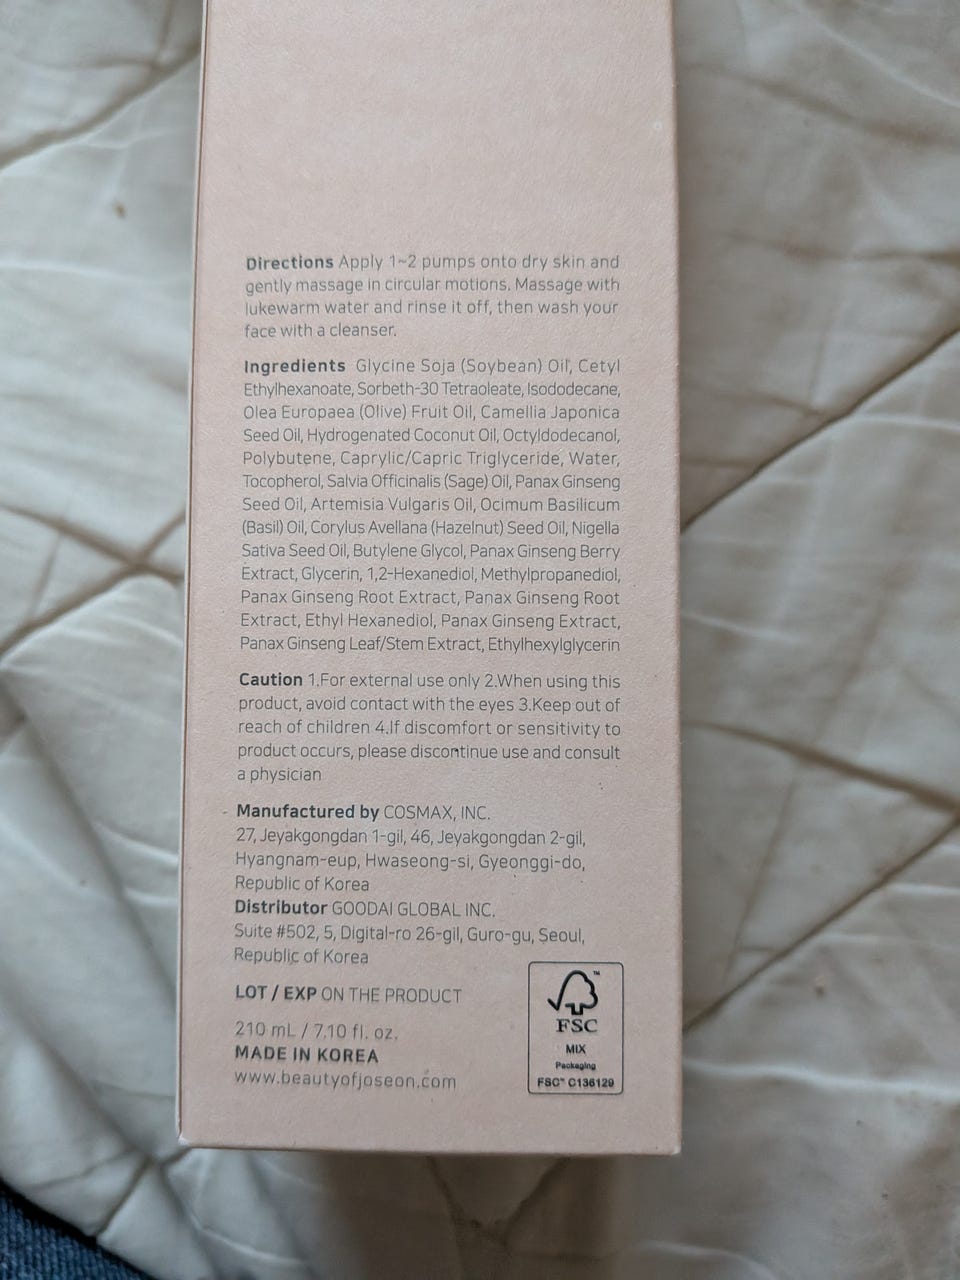 Directions Apply 1~2 pumps onto dry skin and
gently massage in circular motions. Massage with
lukewarm water and rinse it off, then wash your
face with a cleanser.
Ingredients Glycine Soja (Soybean) Oil, Cetyl
Ethylhexanoate, Sorbeth-30 Tetraoleate, Isododecane,
Olea Europaea (Olive) Fruit Oil, Camellia Japonica
Seed Oil, Hydrogenated Coconut Oil, Octyldodecanol,
Polybutene, Caprylic/Capric Triglyceride, Water,
Tocopherol, Salvia Officinalis (Sage) Oil, Panax Ginseng
Seed Oil, Artemisia Vulgaris Oil, Ocimum Basilicum
(Basil) Oil, Corylus Avellana (Hazelnut) Seed Oil, Nigella
Sativa Seed Oil, Butylene Glycol, Panax Ginseng Berry
Extract, Glycerin, 1,2-Hexanediol, Methylpropanediol,
Panax Ginseng Root Extract, Panax Ginseng Root
Extract, Ethyl Hexanediol, Panax Ginseng Extract,
Panax Ginseng Leaf/Stem Extract, Ethylhexylglycerin
Caution 1.For external use only 2.When using this
product, avoid contact with the eyes 3.Keep out of
reach of children 4.If discomfort or sensitivity to
product occurs, please discontinue use and consult
a physician
Manufactured by COSMAX, INC.
27, Jeyakgongdan 1-gil, 46, Jeyakgongdan 2-gil,
Hyangnam-eup, Hwaseong-si, Gyeonggi-do,
Republic of Korea
Distributor GOODAI GLOBAL INC.
Suite #502, 5, Digital-ro 26-gil, Guro-gu, Seoul,
Republic of Korea
LOT / EXP ON THE PRODUCT
210 mL / 7.10 fl. oz.
MADE IN KOREA
www.beautyofjoseon.com
™
FSC
MIX
Packaging
FSC™ C136129